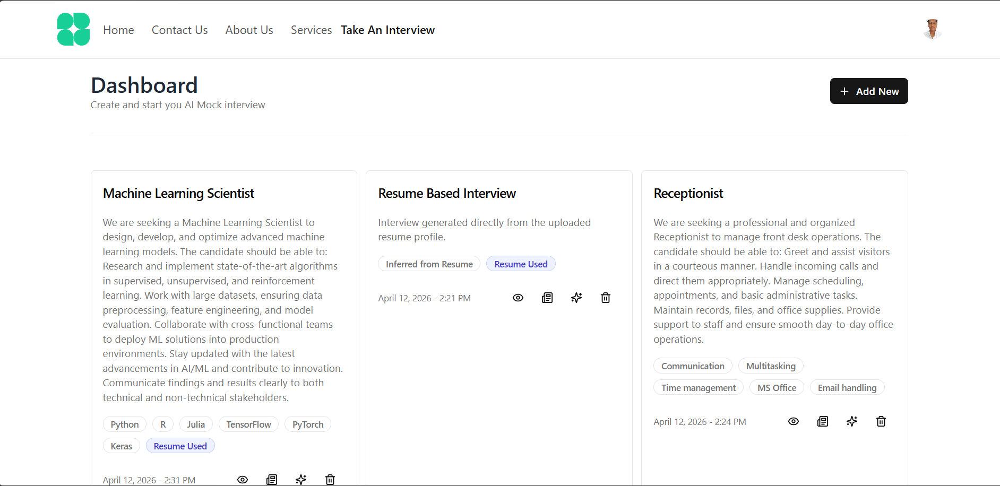 Home Contact Us About Us Services Take An Interview
Dashboard
Create and start you AI Mock interview
Add New
Machine Learning Scientist
We are seeking a Machine Learning Scientist to
design, develop, and optimize advanced machine
learning models. The candidate should be able to:
Research and implement state-of-the-art algorithms
in supervised, unsupervised, and reinforcement
learning. Work with large datasets, ensuring data
preprocessing, feature engineering, and model
evaluation. Collaborate with cross-functional teams
to deploy ML solutions into production
environments. Stay updated with the latest
advancements in AI/ML and contribute to innovation.
Communicate findings and results clearly to both
technical and non-technical stakeholders.
Python R Julia TensorFlow PyTorch
Keras Resume Used
April 12, 2026 - 2:31 PM
Resume Based Interview
Interview generated directly from the uploaded
resume profile.
Inferred from Resume Resume Used
April 12, 2026 - 2:21 PM
Receptionist
We are seeking a professional and organized
Receptionist to manage front desk operations. The
candidate should be able to: Greet and assist visitors
in a courteous manner. Handle incoming calls and
direct them appropriately. Manage scheduling,
appointments, and basic administrative tasks.
Maintain records, files, and office supplies. Provide
support to staff and ensure smooth day-to-day office
operations.
Communication Multitasking
Time management MS Office Email handling
April 12, 2026 - 2:24 PM